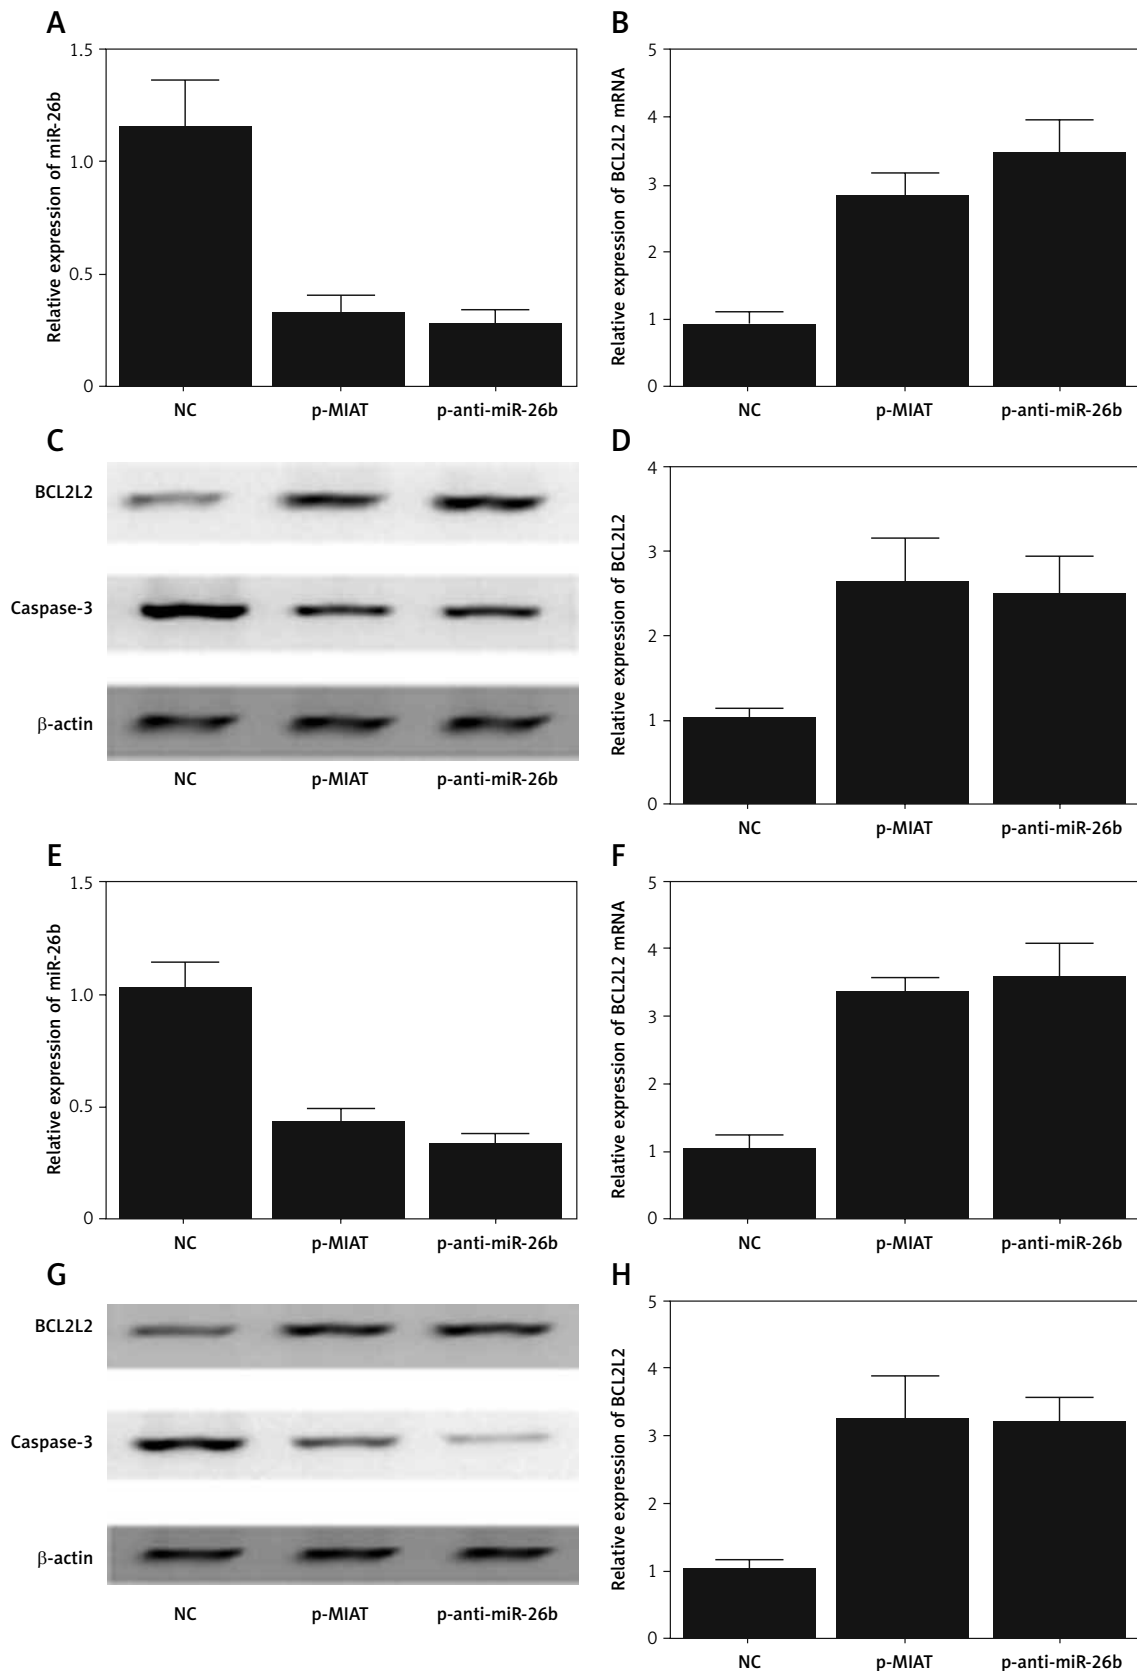 A
Relative expression of miR-26b
1.5
1.0
0.5
0
NC p-MIAT p-anti-miR-26b
B
Relative expression of BCL2L2 mRNA
5
4
3
2
1
0
NC p-MIAT p-anti-miR-26b
C
BCL2L2
Caspase-3
β-actin
NC p-MIAT p-anti-miR-26b
D
Relative expression of BCL2L2
4
3
2
1
0
NC p-MIAT p-anti-miR-26b
E
Relative expression of miR-26b
1.5
1.0
0.5
0
NC p-MIAT p-anti-miR-26b
F
Relative expression of BCL2L2 mRNA
5
4
3
2
1
0
NC p-MIAT p-anti-miR-26b
G
BCL2L2
Caspase-3
β-actin
NC p-MIAT p-anti-miR-26b
H
Relative expression of BCL2L2
5
4
3
2
1
0
NC p-MIAT p-anti-miR-26b